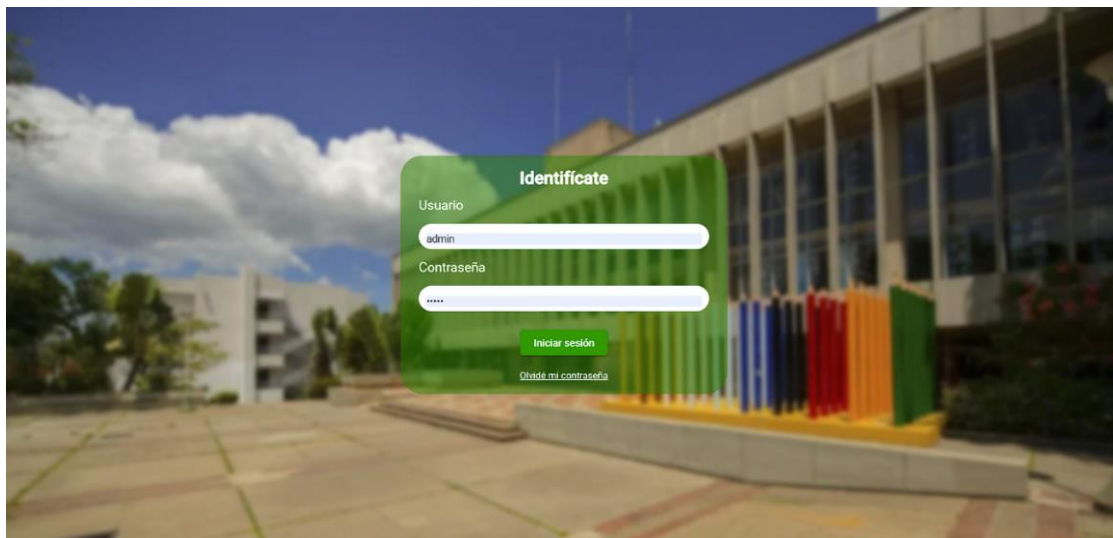 Identifícate
Usuario
admin
Contraseña
•••••
Iniciar sesión
Olvidé mi contraseña